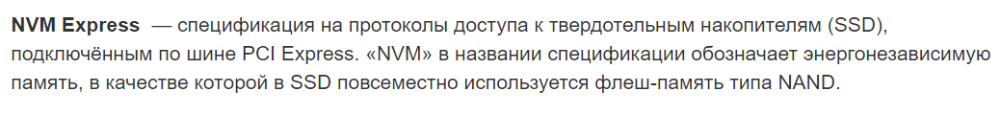 NVM Express — спецификация на протоколы доступа к твердотельным накопителям (SSD),
подключённым по шине PCI Express. «NVM» в названии спецификации обозначает энергонезависимую
память, в качестве которой в SSD повсеместно используется флеш-память типа NAND.